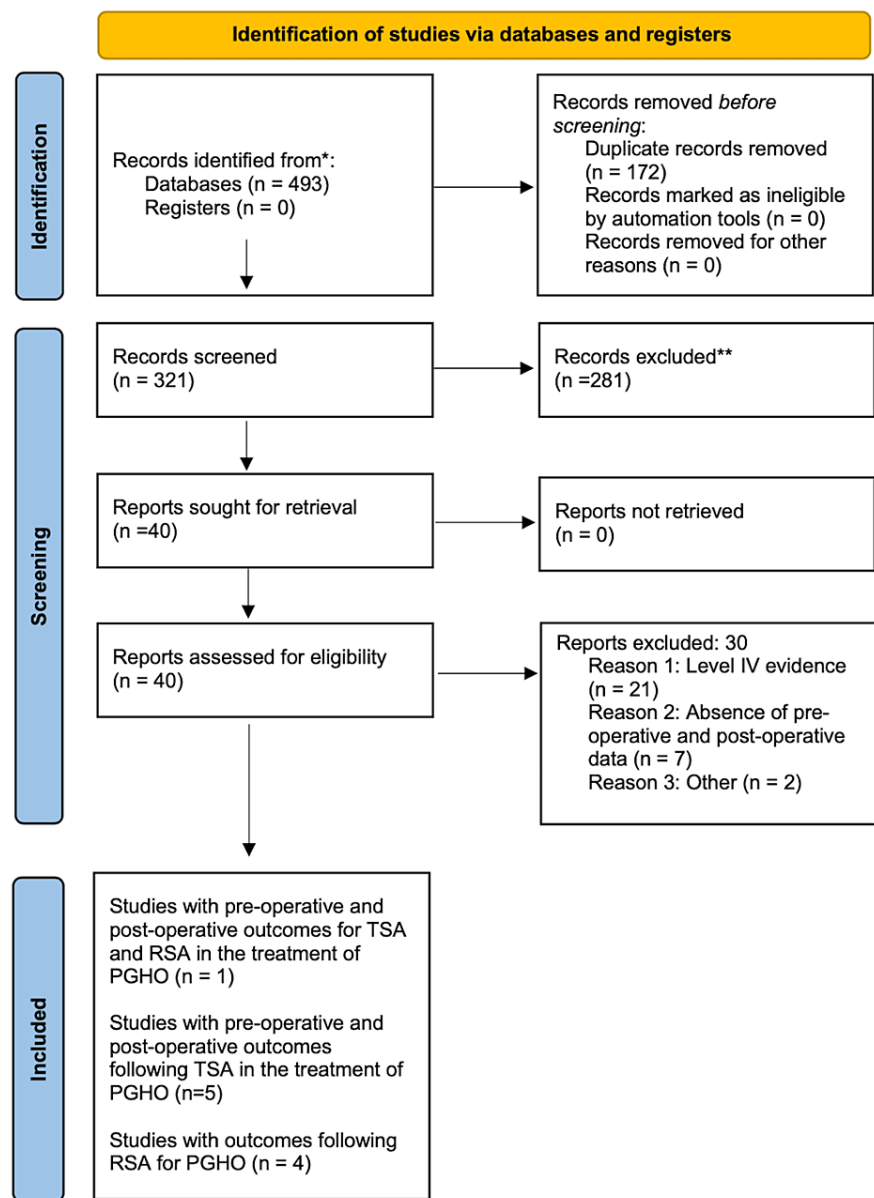 Identification of studies via databases and registers
Identification
Records identified from*:
Databases (n = 493)
Registers (n = 0)
Records removed before
screening:
Duplicate records removed
(n = 172)
Records marked as ineligible
by automation tools (n = 0)
Records removed for other
reasons (n = 0)
Screening
Records screened
(n = 321)
Records excluded**
(n =281)
Reports sought for retrieval
(n =40)
Reports not retrieved
(n = 0)
Reports assessed for eligibility
(n = 40)
Reports excluded: 30
Reason 1: Level IV evidence
(n = 21)
Reason 2: Absence of pre-
operative and post-operative
data (n = 7)
Reason 3: Other (n = 2)
Included
Studies with pre-operative and
post-operative outcomes for TSA
and RSA in the treatment of
PGHO (n = 1)
Studies with pre-operative and
post-operative outcomes
following TSA in the treatment of
PGHO (n=5)
Studies with outcomes following
RSA for PGHO (n = 4)